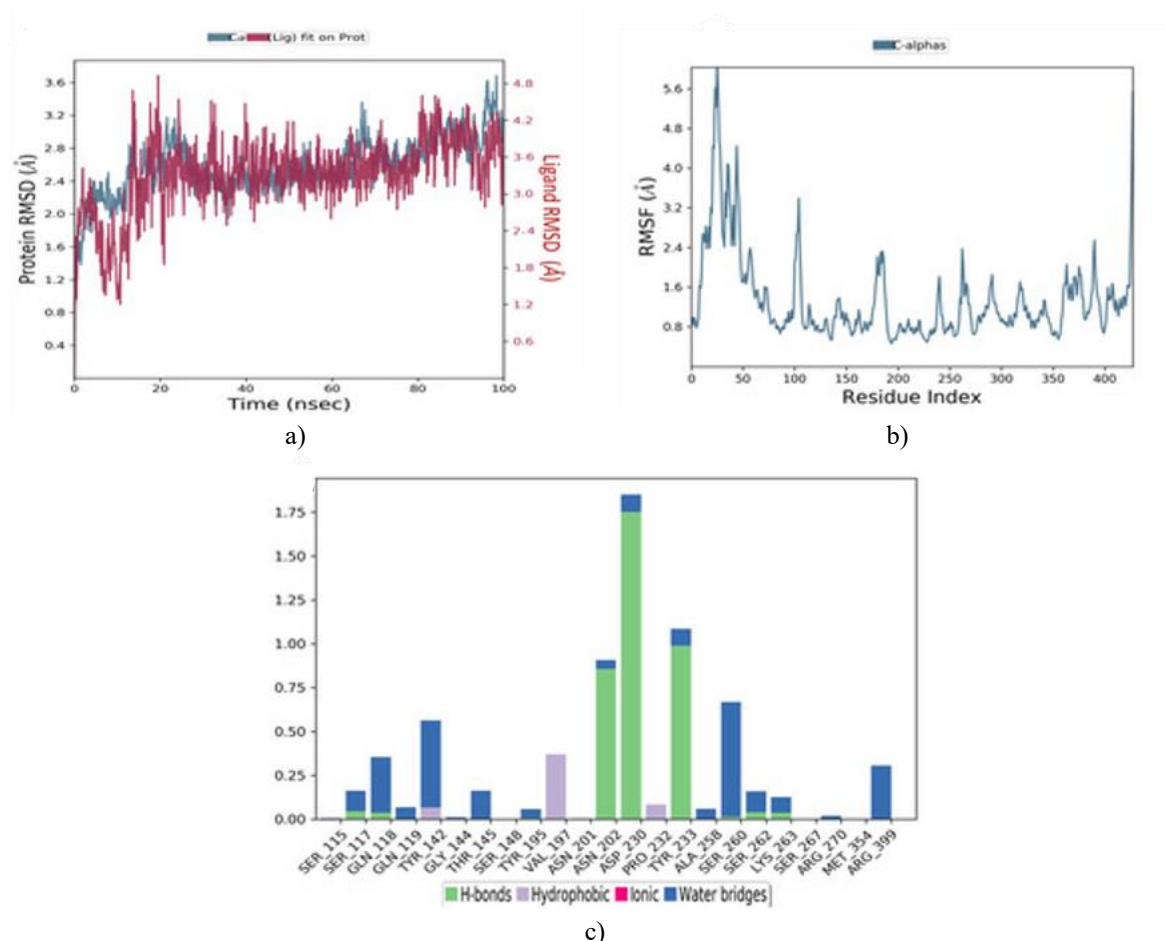 Ca (Lig) fit on Prot
Protein RMSD (Å)
3.6
3.2
2.8
2.4
2.0
1.6
1.2
0.8
0.4
4.8
4.2
3.6
3.0
2.4
1.8
1.2
0.6
Ligand RMSD (Å)
0 20 40 60 80 100
Time (nsec)
a)
C-alphas
RMSF (Å)
5.6
4.8
4.0
3.2
2.4
1.6
0.8
0 50 100 150 200 250 300 350 400
Residue Index
b)
1.75
1.50
1.25
1.00
0.75
0.50
0.25
0.00
SER_115
SER_117
GLN_118
GLN_119
TYR_142
GLY_144
THR_145
SER_148
TYR_195
VAL_197
ASN_201
ASN_202
ASP_230
PRO_232
TYR_233
ALA_258
SER_260
SER_262
LYS_263
SER_267
ARG_270
MET_354
ARG_399
H-bonds Hydrophobic Ionic Water bridges
c)